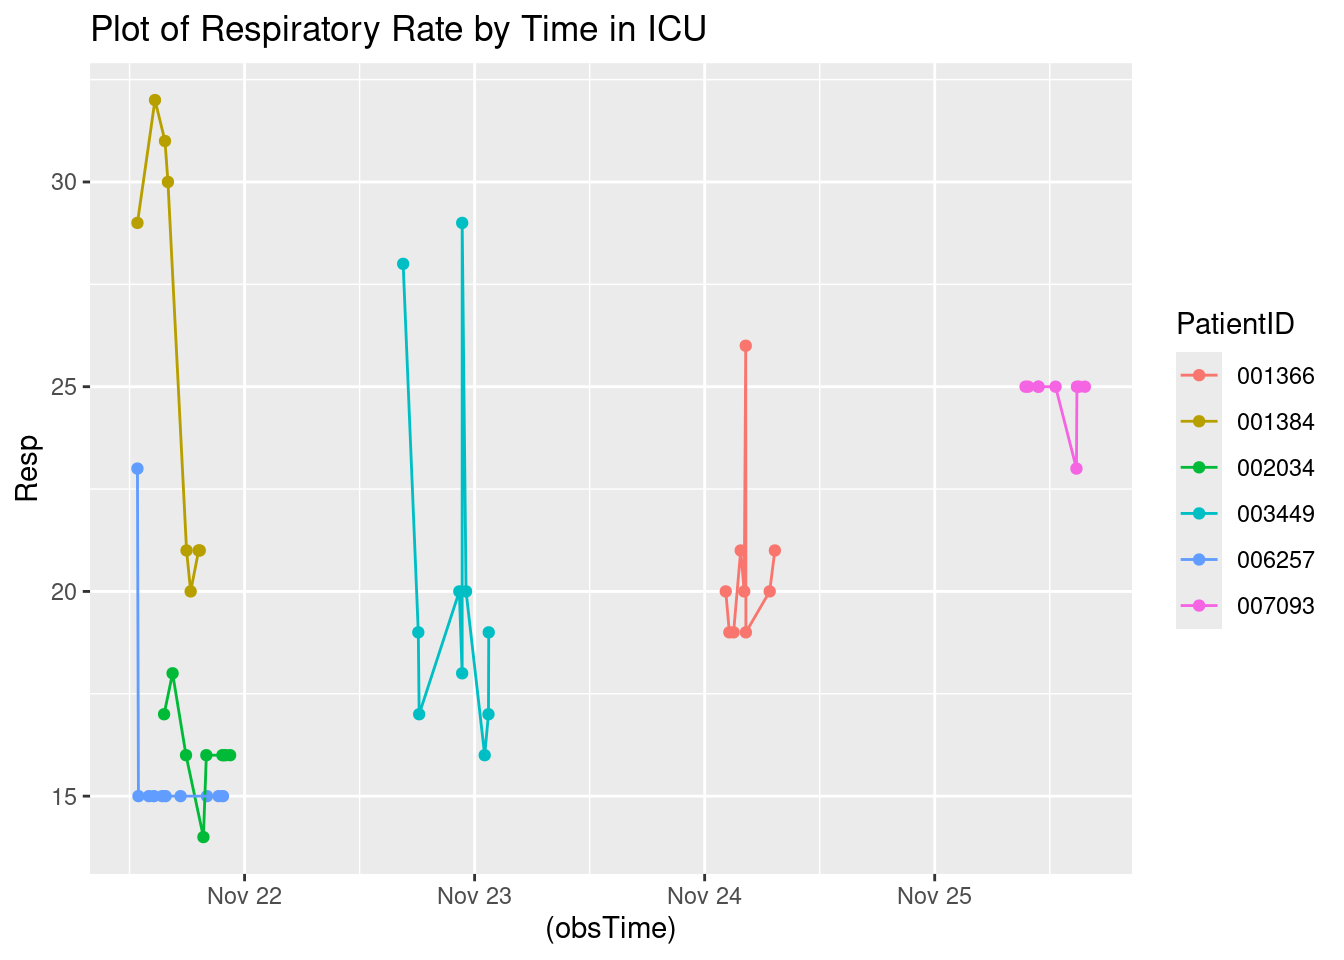 Plot of Respiratory Rate by Time in ICU
Resp
30
25
20
15
Nov 22
Nov 23
Nov 24
Nov 25
(obsTime)
PatientID
001366
001384
002034
003449
006257
007093